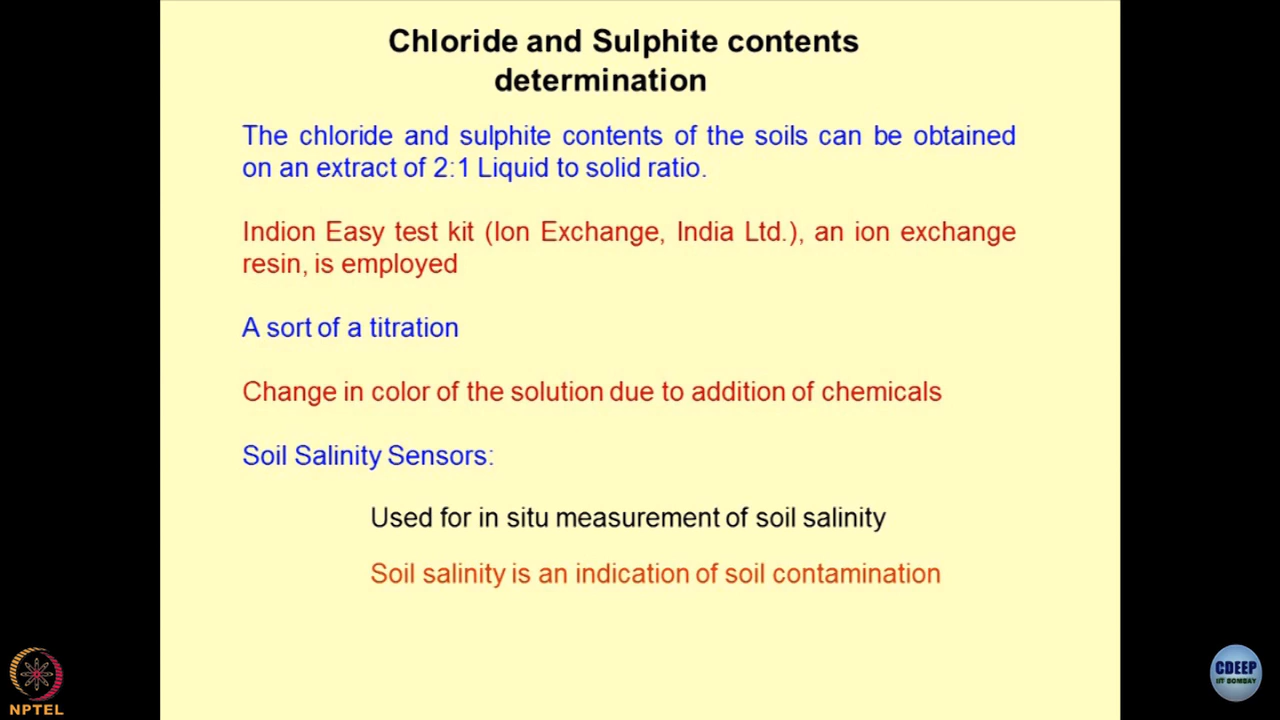 Chloride and Sulphite contents
determination
The chloride and sulphite contents of the soils can be obtained
on an extract of 2:1 Liquid to solid ratio.
Indion Easy test kit (Ion Exchange, India Ltd.), an ion exchange
resin, is employed
A sort of a titration
Change in color of the solution due to addition of chemicals
Soil Salinity Sensors:
Used for in situ measurement of soil salinity
Soil salinity is an indication of soil contamination
NPTEL
CDEEP
IIT BOMBAY